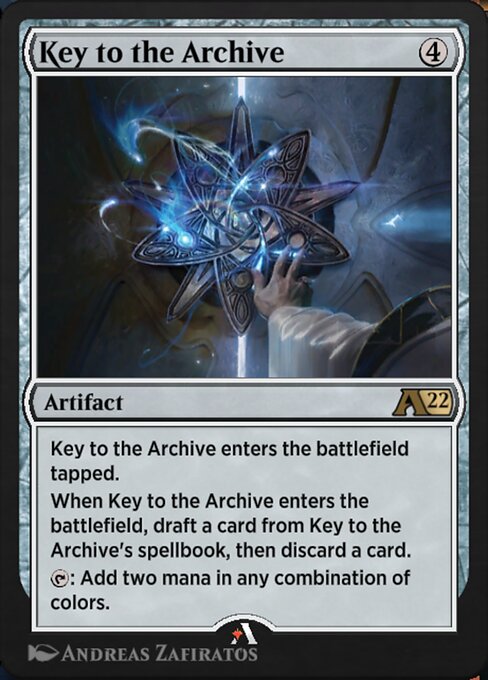 Key to the Archive 4
Artifact A22
Key to the Archive enters the battlefield
tapped.
When Key to the Archive enters the
battlefield, draft a card from Key to the
Archive's spellbook, then discard a card.
: Add two mana in any combination of
colors.
ANDREAS ZAFIRATOS